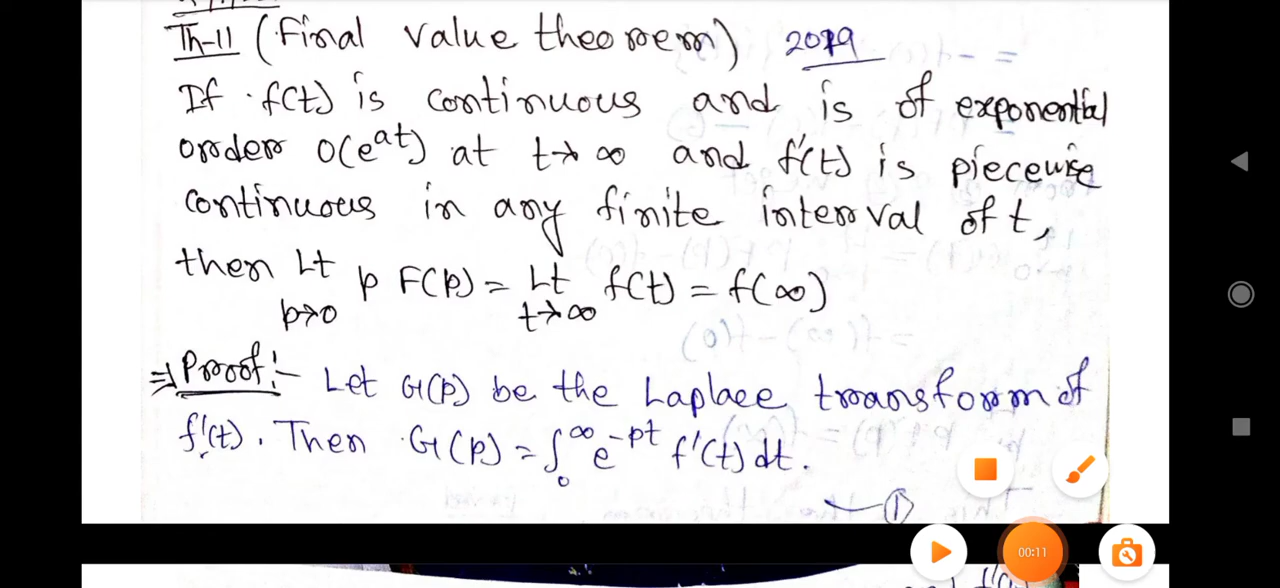 Th-11 (Final value theorem) 2019
If f(t) is continuous and is of exponential
order O(e^at) at t→∞ and f'(t) is piecewise
continuous in any finite interval of t,
then Lt p F(p) = Lt f(t) = f(∞)
p→0 t→∞
⇒ Proof:- Let G(p) be the Laplace transform of
f'(t). Then G(p) = ∫₀^∞ e^-pt f'(t) dt.
①
00:11